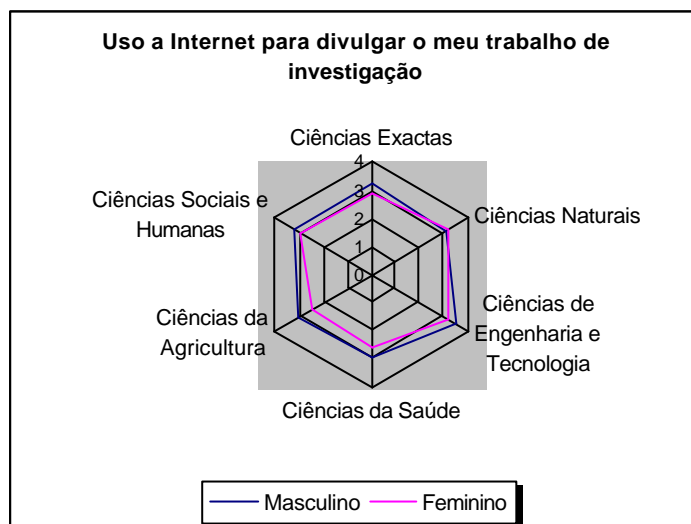 Uso a Internet para divulgar o meu trabalho de
investigação
Ciências Exactas
4
3
2
1
0
Ciências Sociais e
Humanas
Ciências Naturais
Ciências da
Agricultura
Ciências de
Engenharia e
Tecnologia
Ciências da Saúde
Masculino
Feminino